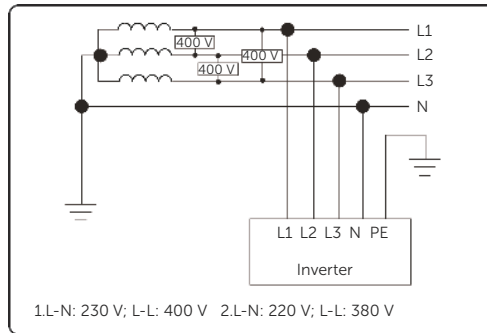 L1
400 V
L2
400 V
400 V
L3
N
L1 L2 L3 N PE
Inverter
1.L-N: 230 V; L-L: 400 V 2.L-N: 220 V; L-L: 380 V